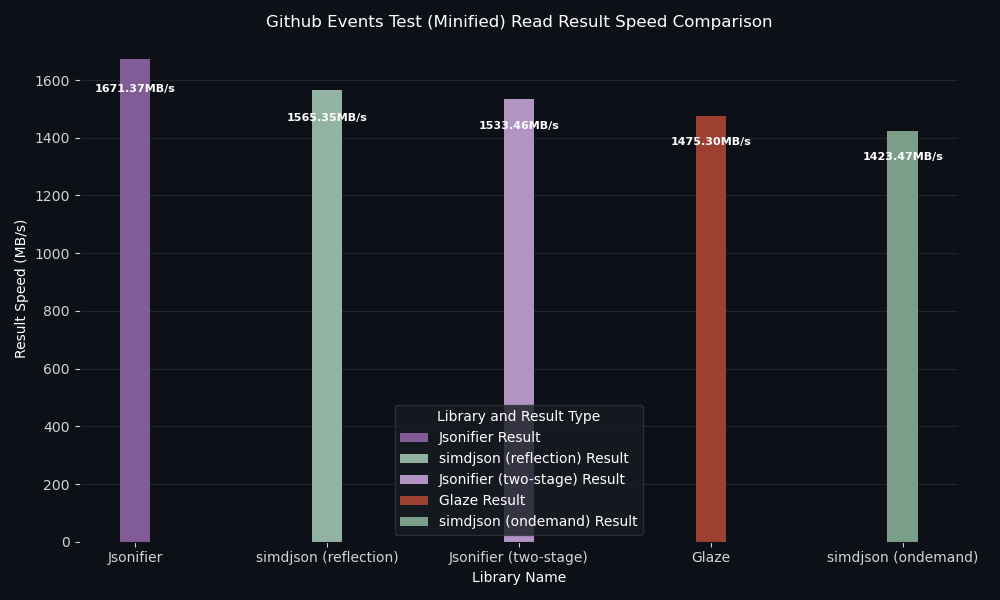 Github Events Test (Minified) Read Result Speed Comparison
Result Speed (MB/s)
1600
1400
1200
1000
800
600
400
200
0
1671.37MB/s
1565.35MB/s
1533.46MB/s
1475.30MB/s
1423.47MB/s
Library and Result Type
Jsonifier Result
simdjson (reflection) Result
Jsonifier (two-stage) Result
Glaze Result
simdjson (ondemand) Result
Jsonifier
simdjson (reflection)
Jsonifier (two-stage)
Glaze
simdjson (ondemand)
Library Name